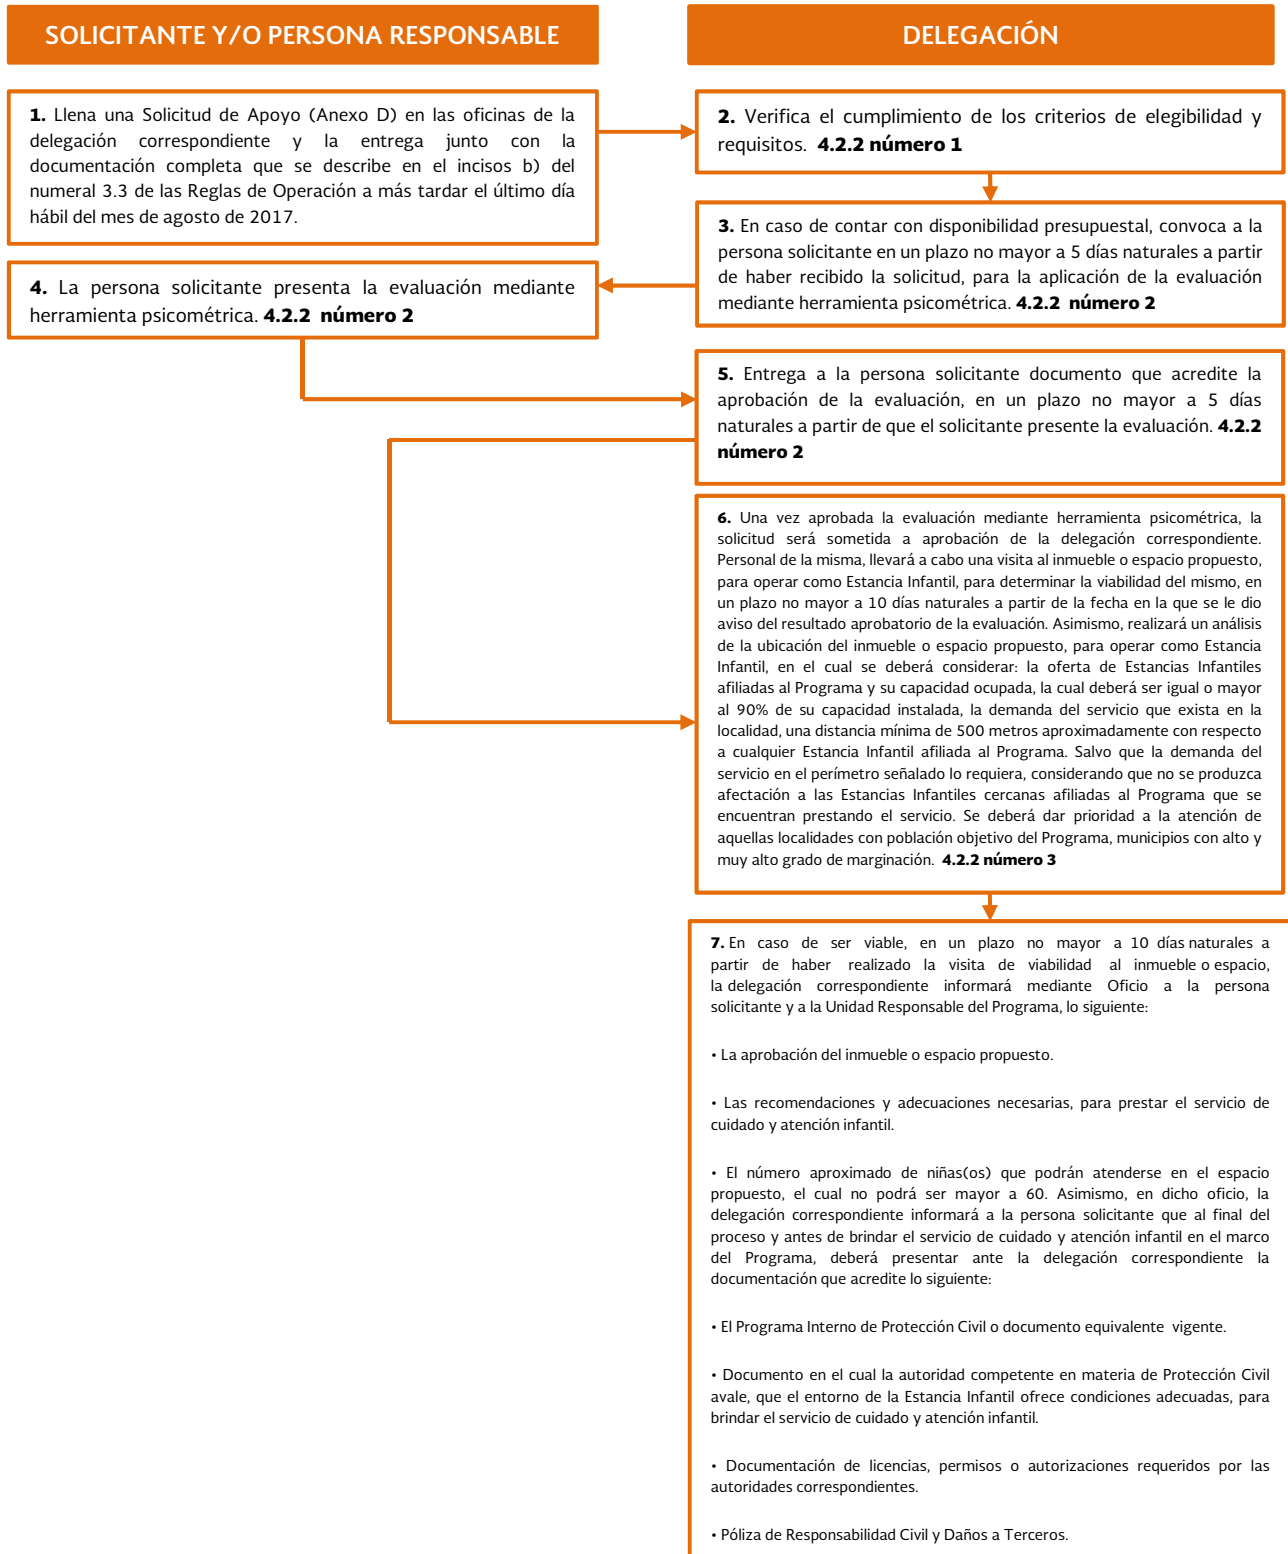 SOLICITANTE Y/O PERSONA RESPONSABLE
DELEGACIÓN
1. Llena una Solicitud de Apoyo (Anexo D) en las oficinas de la
delegación correspondiente y la entrega junto con la
documentación completa que se describe en el incisos b) del
numeral 3.3 de las Reglas de Operación a más tardar el último día
hábil del mes de agosto de 2017.
2. Verifica el cumplimiento de los criterios de elegibilidad y
requisitos. 4.2.2 número 1
3. En caso de contar con disponibilidad presupuestal, convoca a la
persona solicitante en un plazo no mayor a 5 días naturales a partir
de haber recibido la solicitud, para la aplicación de la evaluación
mediante herramienta psicométrica. 4.2.2 número 2
4. La persona solicitante presenta la evaluación mediante
herramienta psicométrica. 4.2.2 número 2
5. Entrega a la persona solicitante documento que acredite la
aprobación de la evaluación, en un plazo no mayor a 5 días
naturales a partir de que el solicitante presente la evaluación. 4.2.2
número 2
6. Una vez aprobada la evaluación mediante herramienta psicométrica, la
solicitud será sometida a aprobación de la delegación correspondiente.
Personal de la misma, llevará a cabo una visita al inmueble o espacio propuesto,
para operar como Estancia Infantil, para determinar la viabilidad del mismo, en
un plazo no mayor a 10 días naturales a partir de la fecha en la que se le dio
aviso del resultado aprobatorio de la evaluación. Asimismo, realizará un análisis
de la ubicación del inmueble o espacio propuesto, para operar como Estancia
Infantil, en el cual se deberá considerar: la oferta de Estancias Infantiles
afiliadas al Programa y su capacidad ocupada, la cual deberá ser igual o mayor
al 90% de su capacidad instalada, la demanda del servicio que exista en la
localidad, una distancia mínima de 500 metros aproximadamente con respecto
a cualquier Estancia Infantil afiliada al Programa. Salvo que la demanda del
servicio en el perímetro señalado lo requiera, considerando que no se produzca
afectación a las Estancias Infantiles cercanas afiliadas al Programa que se
encuentran prestando el servicio. Se deberá dar prioridad a la atención de
aquellas localidades con población objetivo del Programa, municipios con alto y
muy alto grado de marginación. 4.2.2 número 3
7. En caso de ser viable, en un plazo no mayor a 10 días naturales a
partir de haber realizado la visita de viabilidad al inmueble o espacio,
la delegación correspondiente informará mediante Oficio a la persona
solicitante y a la Unidad Responsable del Programa, lo siguiente:
• La aprobación del inmueble o espacio propuesto.
• Las recomendaciones y adecuaciones necesarias, para prestar el servicio de
cuidado y atención infantil.
• El número aproximado de niñas(os) que podrán atenderse en el espacio
propuesto, el cual no podrá ser mayor a 60. Asimismo, en dicho oficio, la
delegación correspondiente informará a la persona solicitante que al final del
proceso y antes de brindar el servicio de cuidado y atención infantil en el marco
del Programa, deberá presentar ante la delegación correspondiente la
documentación que acredite lo siguiente:
• El Programa Interno de Protección Civil o documento equivalente vigente.
• Documento en el cual la autoridad competente en materia de Protección Civil
avale, que el entorno de la Estancia Infantil ofrece condiciones adecuadas, para
brindar el servicio de cuidado y atención infantil.
• Documentación de licencias, permisos o autorizaciones requeridos por las
autoridades correspondientes.
• Póliza de Responsabilidad Civil y Daños a Terceros.